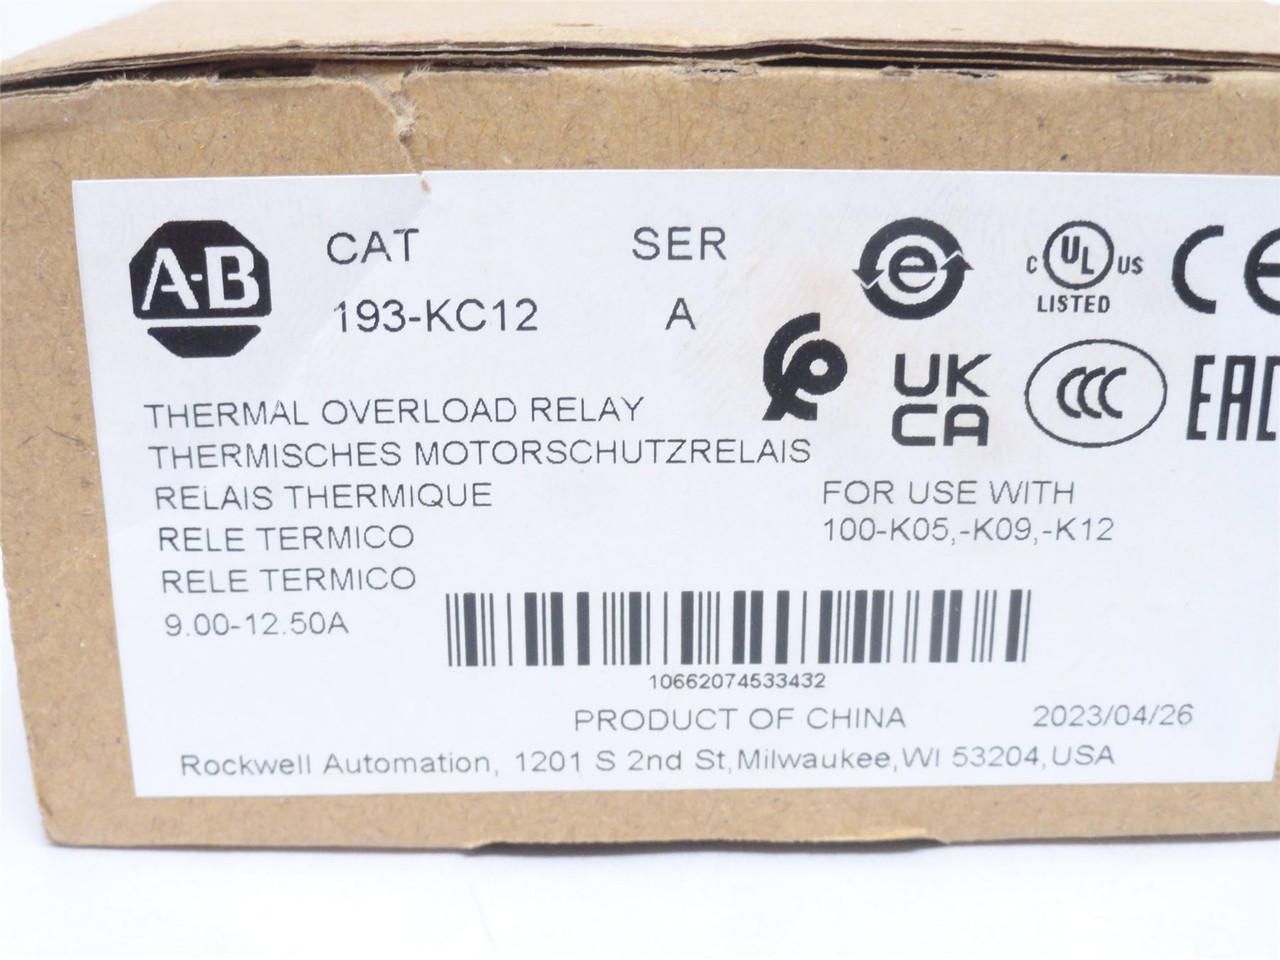 A-B
CAT
SER
193-KC12
A
e
C UL US
LISTED
CE
UK
CA
CCC
EAC
THERMAL OVERLOAD RELAY
THERMISCHES MOTORSCHUTZRELAIS
RELAIS THERMIQUE
RELE TERMICO
RELE TERMICO
9.00-12.50A
FOR USE WITH
100-K05,-K09,-K12
10662074533432
PRODUCT OF CHINA
2023/04/26
Rockwell Automation, 1201 S 2nd St,Milwaukee,WI 53204,USA